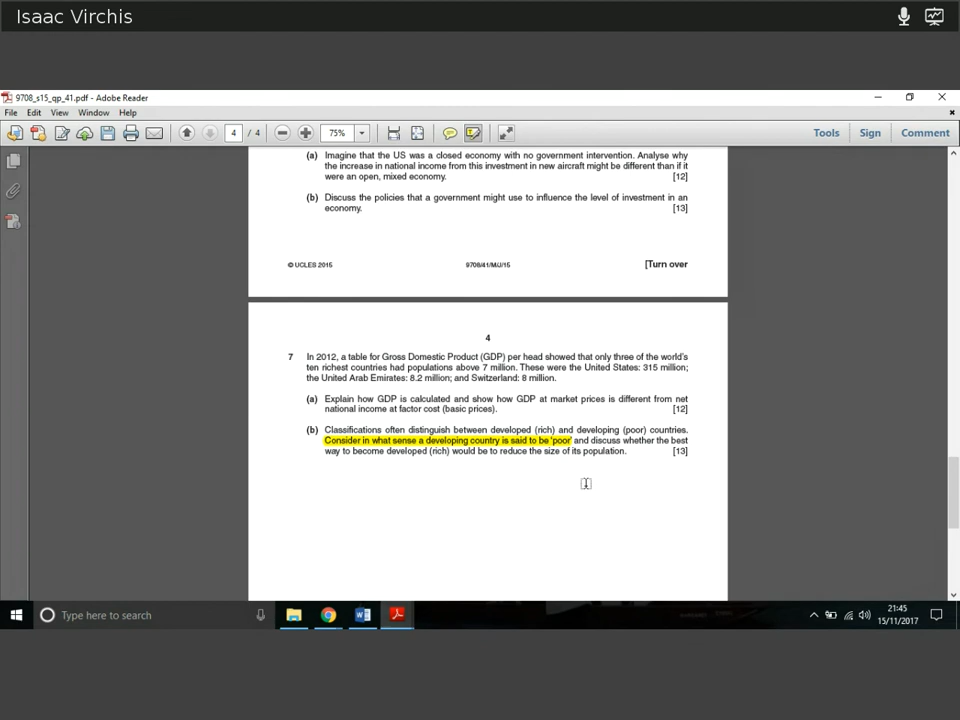 Isaac Virchis
9708_s15_qp_41.pdf - Adobe Reader
File Edit View Window Help
4 / 4 75% Tools Sign Comment
(a) Imagine that the US was a closed economy with no government intervention. Analyse why
the increase in national income from this investment in new aircraft might be different than if it
were an open, mixed economy. [12]
(b) Discuss the policies that a government might use to influence the level of investment in an
economy. [13]
© UCLES 2015 9708/41/M/J/15 [Turn over
4
7 In 2012, a table for Gross Domestic Product (GDP) per head showed that only three of the world's
ten richest countries had populations above 7 million. These were the United States: 315 million;
the United Arab Emirates: 8.2 million; and Switzerland: 8 million.
(a) Explain how GDP is calculated and show how GDP at market prices is different from net
national income at factor cost (basic prices). [12]
(b) Classifications often distinguish between developed (rich) and developing (poor) countries.
Consider in what sense a developing country is said to be 'poor' and discuss whether the best
way to become developed (rich) would be to reduce the size of its population. [13]
Type here to search
21:45
15/11/2017